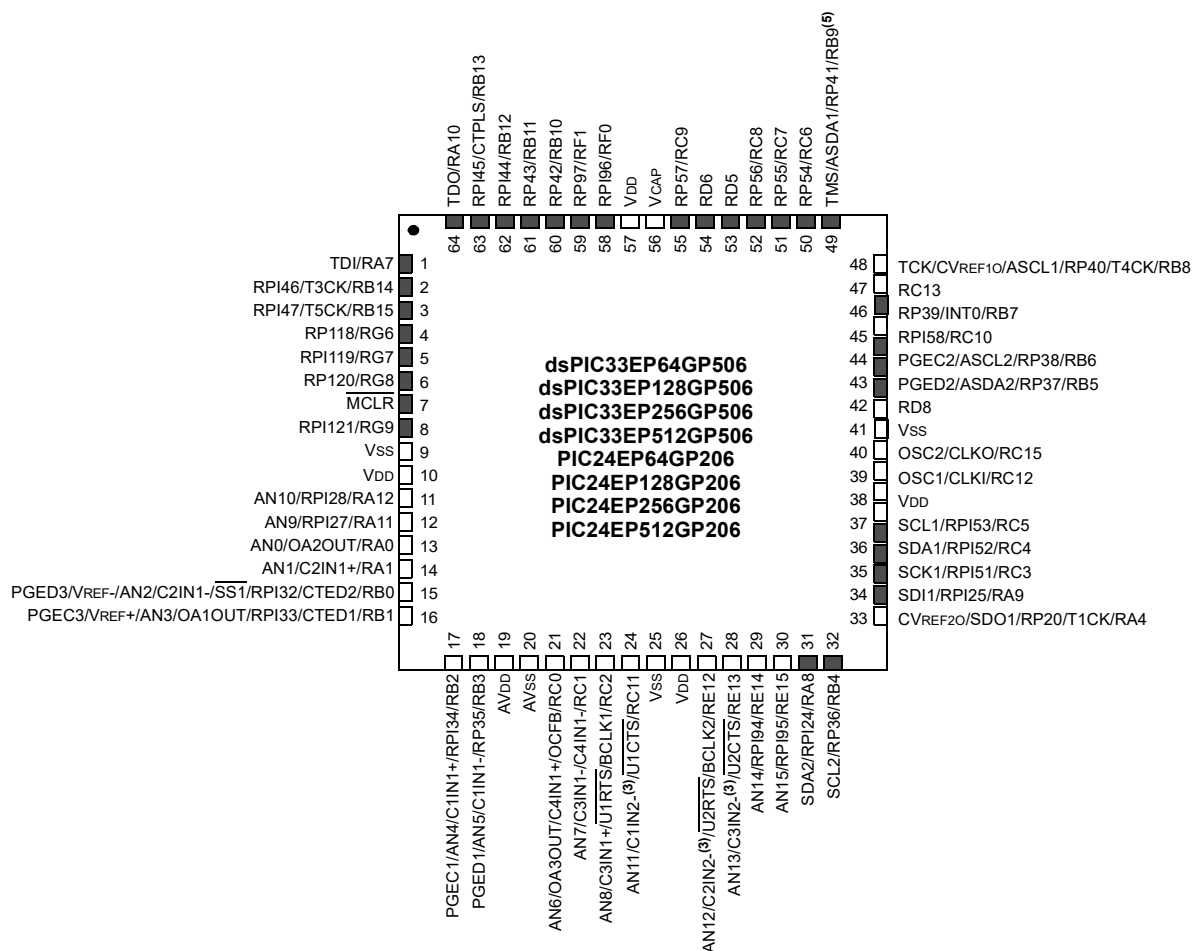 TDO/RA10
RPI45/CTPLS/RB13
RPI44/RB12
RP43/RB11
RP42/RB10
RP97/RF1
RPI96/RF0
VDD
VCAP
RP57/RC9
RD6
RD5
RP56/RC8
RP55/RC7
RP54/RC6
TMS/ASDA1/RP41/RB9(5)
64 63 62 61 60 59 58 57 56 55 54 53 52 51 50 49
TDI/RA7 1
RPI46/T3CK/RB14 2
RPI47/T5CK/RB15 3
RP118/RG6 4
RPI119/RG7 5
RP120/RG8 6
MCLR 7
RPI121/RG9 8
VSS 9
VDD 10
AN10/RPI28/RA12 11
AN9/RPI27/RA11 12
AN0/OA2OUT/RA0 13
AN1/C2IN1+/RA1 14
PGED3/VREF-/AN2/C2IN1-/SS1/RPI32/CTED2/RB0 15
PGEC3/VREF+/AN3/OA1OUT/RPI33/CTED1/RB1 16
dsPIC33EP64GP506
dsPIC33EP128GP506
dsPIC33EP256GP506
dsPIC33EP512GP506
PIC24EP64GP206
PIC24EP128GP206
PIC24EP256GP206
PIC24EP512GP206
48 TCK/CVREF1O/ASCL1/RP40/T4CK/RB8
47 RC13
46 RP39/INT0/RB7
45 RPI58/RC10
44 PGEC2/ASCL2/RP38/RB6
43 PGED2/ASDA2/RP37/RB5
42 RD8
41 VSS
40 OSC2/CLKO/RC15
39 OSC1/CLKI/RC12
38 VDD
37 SCL1/RPI53/RC5
36 SDA1/RPI52/RC4
35 SCK1/RPI51/RC3
34 SDI1/RPI25/RA9
33 CVREF2O/SDO1/RP20/T1CK/RA4
17 18 19 20 21 22 23 24 25 26 27 28 29 30 31 32
PGEC1/AN4/C1IN1+/RPI34/RB2
PGED1/AN5/C1IN1-/RP35/RB3
AVDD
AVSS
AN6/OA3OUT/C4IN1+/OCFB/RC0
AN7/C3IN1-/C4IN1-/RC1
AN8/C3IN1+/U1RTS/BCLK1/RC2
AN11/C1IN2-(3)/U1CTS/RC11
VSS
VDD
AN12/C2IN2-(3)/U2RTS/BCLK2/RE12
AN13/C3IN2-(3)/U2CTS/RE13
AN14/RPI94/RE14
AN15/RPI95/RE15
SDA2/RPI24/RA8
SCL2/RP36/RB4